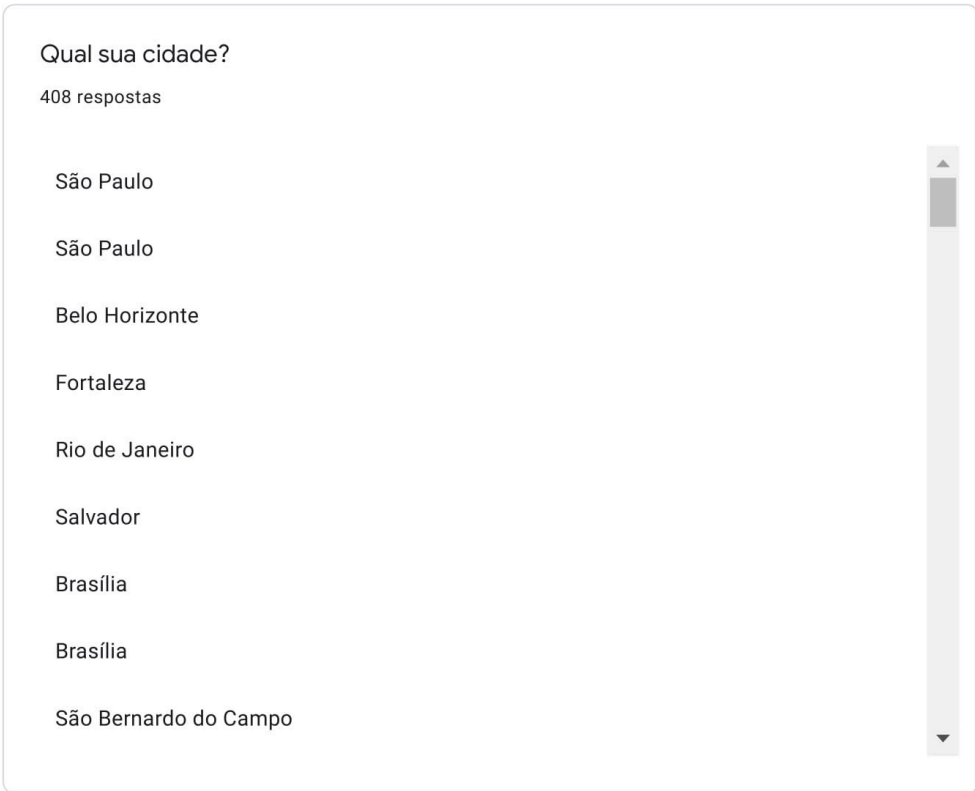 Qual sua cidade?
408 respostas
São Paulo
São Paulo
Belo Horizonte
Fortaleza
Rio de Janeiro
Salvador
Brasília
Brasília
São Bernardo do Campo